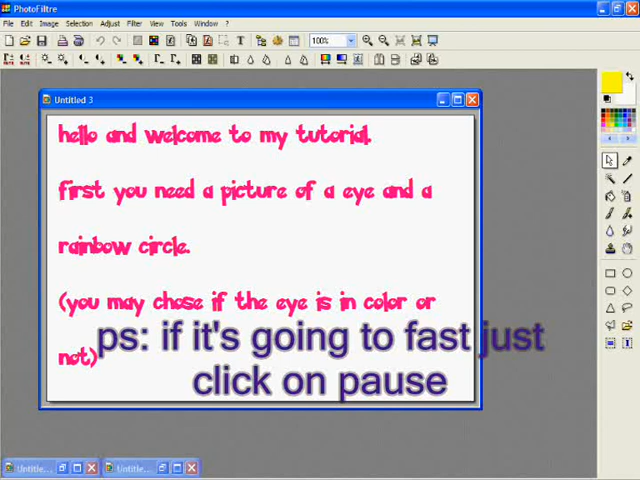 PhotoFiltre
File Edit Image Selection Adjust Filter View Tools Window ?
100%
Untitled 3
hello and welcome to my tutorial.
first you need a picture of a eye and a
rainbow circle.
(you may chose if the eye is in color or
not)
ps: if it's going to fast just
click on pause
Untitle... Untitle...